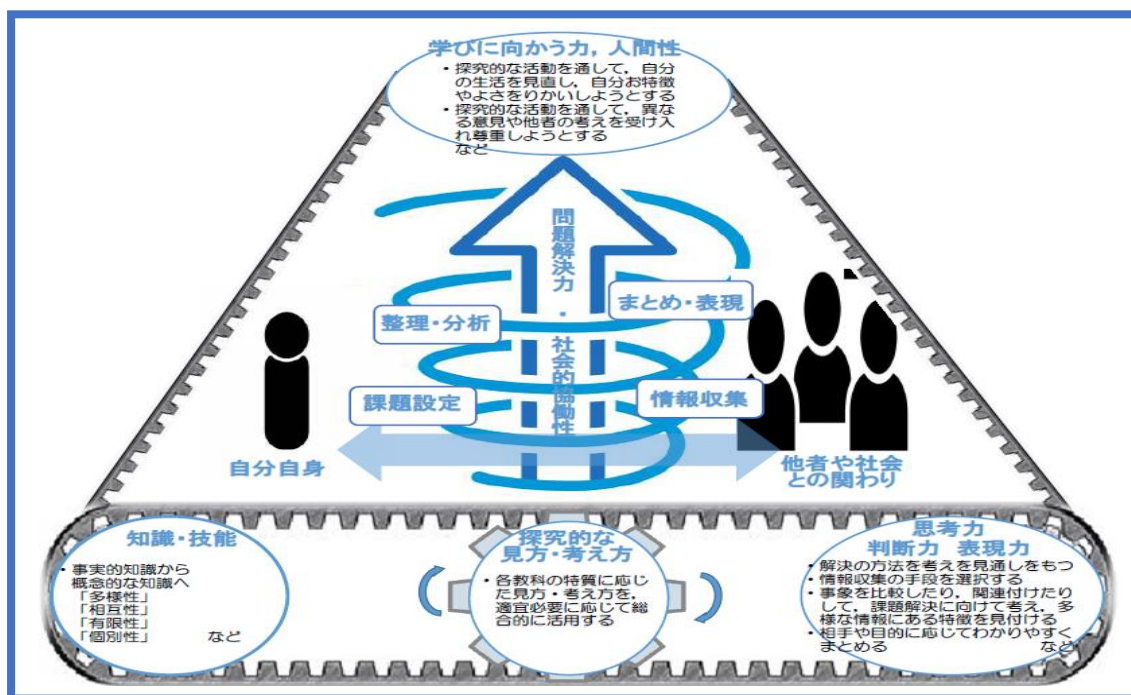 学びに向かう力，人間性
・探究的な活動を通して，自分
の生活を見直し，自分お特徴
やよさをりかいしようとする
・探究的な活動を通して，異な
る意見や他者の考えを受け入
れ尊重しようとする
など
問題解決力・社会的協働性
整理・分析
まとめ・表現
課題設定
情報収集
自分自身
他者や社会
との関わり
知識・技能
・事実的知識から
概念的な知識へ
「多様性」
「相互性」
「有限性」
「個別性」 など
探究的な
見方・考え方
・各教科の特質に応じ
た見方・考え方を，
適宜必要に応じて総
合的に活用する
思考力
判断力 表現力
・解決の方法を考えを見通しをもつ
・情報収集の手段を選択する
・事象を比較したり，関連付けたり
して，課題解決に向けて考え，多
様な情報にある特徴を見付ける
・相手や目的に応じてわかりやすく
まとめる など